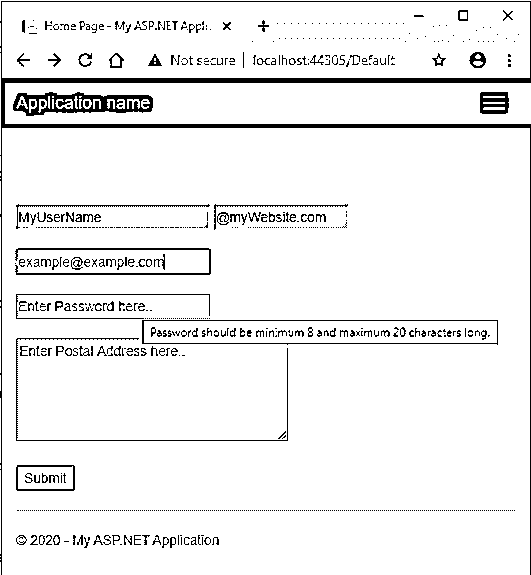 Home Page - My ASP.NET Appli
Not secure | localhost:44305/Default
Application name
MyUserName @myWebsite.com
example@example.com
Enter Password here..
Password should be minimum 8 and maximum 20 characters long.
Enter Postal Address here..
Submit
© 2020 - My ASP.NET Application